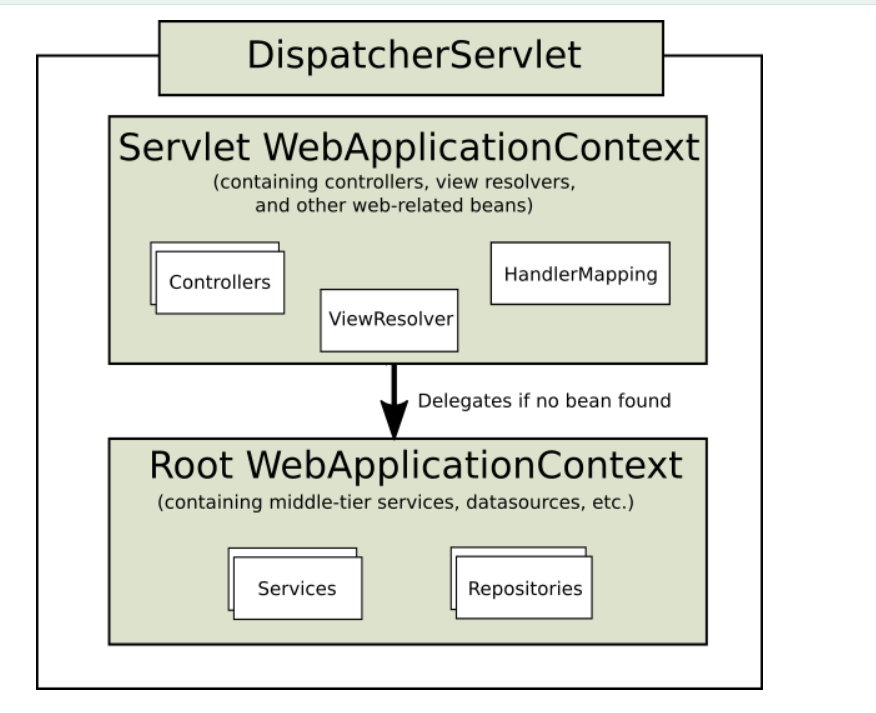 DispatcherServlet
Servlet WebApplicationContext
(containing controllers, view resolvers,
and other web-related beans)
Controllers
HandlerMapping
ViewResolver
Delegates if no bean found
Root WebApplicationContext
(containing middle-tier services, datasources, etc.)
Services
Repositories